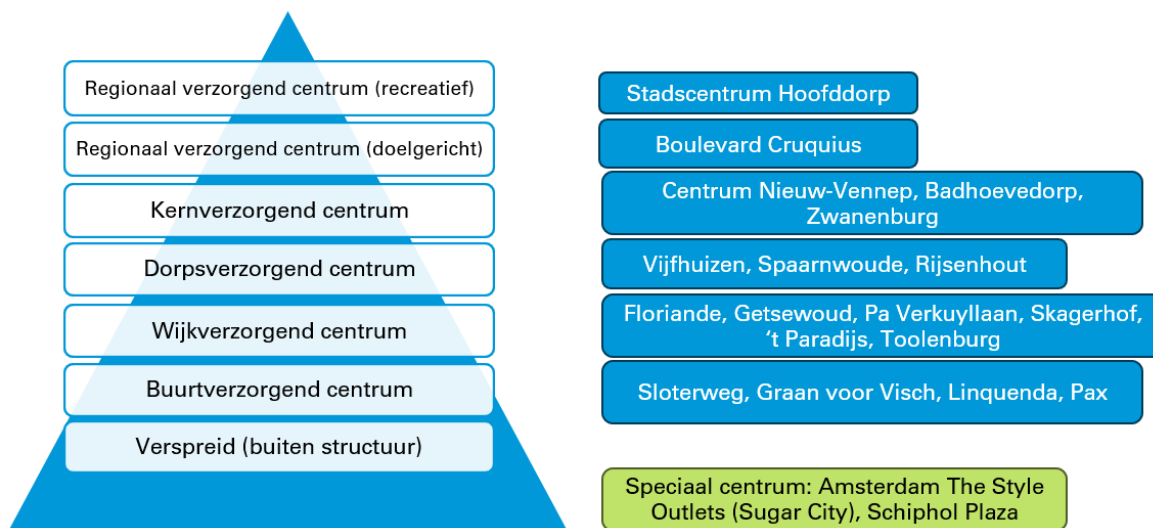 Regionaal verzorgend centrum (recreatief)
Stadscentrum Hoofddorp
Regionaal verzorgend centrum (doelgericht)
Boulevard Cruquius
Kernverzorgend centrum
Centrum Nieuw-Vennep, Badhoevedorp,
Zwanenburg
Dorpsverzorgend centrum
Vijfhuizen, Spaarnwoude, Rijsenhout
Wijkverzorgend centrum
Floriande, Getsewoud, Pa Verkuyllaan, Skagerhof,
‘t Paradijs, Toolenburg
Buurtverzorgend centrum
Sloterweg, Graan voor Visch, Linquenda, Pax
Verspreid (buiten structuur)
Speciaal centrum: Amsterdam The Style
Outlets (Sugar City), Schiphol Plaza